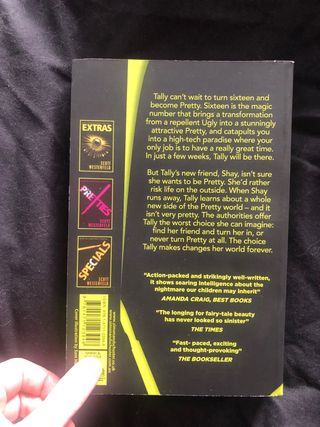 Tally can't wait to turn sixteen and
become Pretty. Sixteen is the magic
number that brings a transformation
from a repellent Ugly into a stunningly
attractive Pretty, and catapults you
into a high-tech paradise where your
only job is to have a really great time.
In just a few weeks, Tally will be there.
But Tally's new friend, Shay, isn't sure
she wants to be Pretty. She'd rather
risk life on the outside. When Shay
runs away, Tally learns about a whole
new side of the Pretty world – and it
isn't very pretty. The authorities offer
Tally the worst choice she can imagine:
find her friend and turn her in, or
never turn Pretty at all. The choice
Tally makes changes her world forever.
"Action-packed and strikingly well-written,
it shows searing intelligence about the
nightmare our children may inherit"
AMANDA CRAIG, BEST BOOKS
"The longing for fairy-tale beauty
has never looked so sinister"
THE TIMES
"Fast- paced, exciting
and thought-provoking"
THE BOOKSELLER
EXTRAS
SCOTT
WESTERFELD
PRETTIES
SCOTT
WESTERFELD
SPECIALS
SCOTT
WESTERFELD